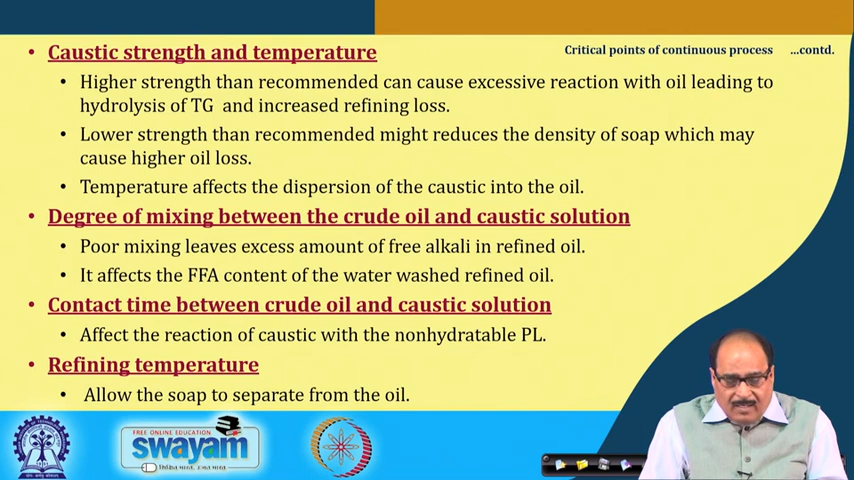 Critical points of continuous process ...contd.
• Caustic strength and temperature
• Higher strength than recommended can cause excessive reaction with oil leading to
hydrolysis of TG and increased refining loss.
• Lower strength than recommended might reduces the density of soap which may
cause higher oil loss.
• Temperature affects the dispersion of the caustic into the oil.
• Degree of mixing between the crude oil and caustic solution
• Poor mixing leaves excess amount of free alkali in refined oil.
• It affects the FFA content of the water washed refined oil.
• Contact time between crude oil and caustic solution
• Affect the reaction of caustic with the nonhydratable PL.
• Refining temperature
• Allow the soap to separate from the oil.
FREE ONLINE EDUCATION
swayam